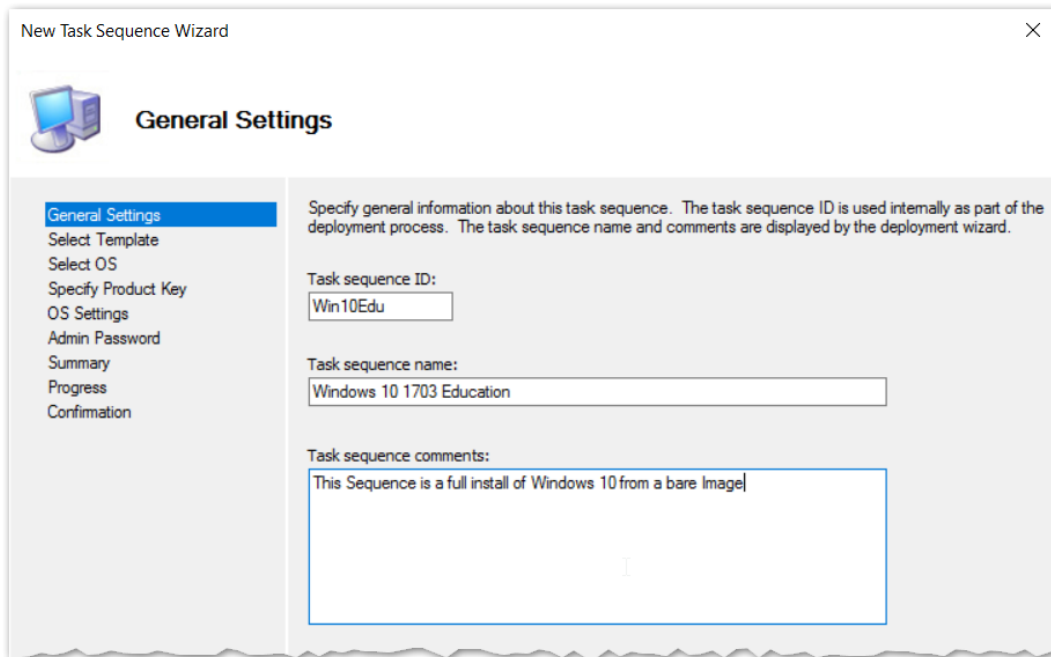 New Task Sequence Wizard
General Settings
General Settings
Select Template
Select OS
Specify Product Key
OS Settings
Admin Password
Summary
Progress
Confirmation
Specify general information about this task sequence.  The task sequence ID is used internally as part of the
deployment process.  The task sequence name and comments are displayed by the deployment wizard.
Task sequence ID:
Win10Edu
Task sequence name:
Windows 10 1703 Education
Task sequence comments:
This Sequence is a full install of Windows 10 from a bare Image